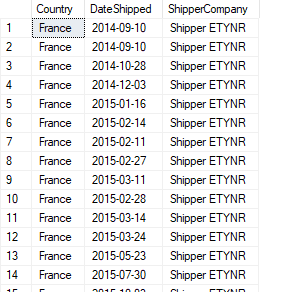 Country DateShipped ShipperCompany
1 France 2014-09-10 Shipper ETYNR
2 France 2014-09-10 Shipper ETYNR
3 France 2014-10-28 Shipper ETYNR
4 France 2014-12-03 Shipper ETYNR
5 France 2015-01-16 Shipper ETYNR
6 France 2015-02-14 Shipper ETYNR
7 France 2015-02-11 Shipper ETYNR
8 France 2015-02-27 Shipper ETYNR
9 France 2015-03-11 Shipper ETYNR
10 France 2015-02-28 Shipper ETYNR
11 France 2015-03-14 Shipper ETYNR
12 France 2015-03-24 Shipper ETYNR
13 France 2015-05-23 Shipper ETYNR
14 France 2015-07-30 Shipper ETYNR